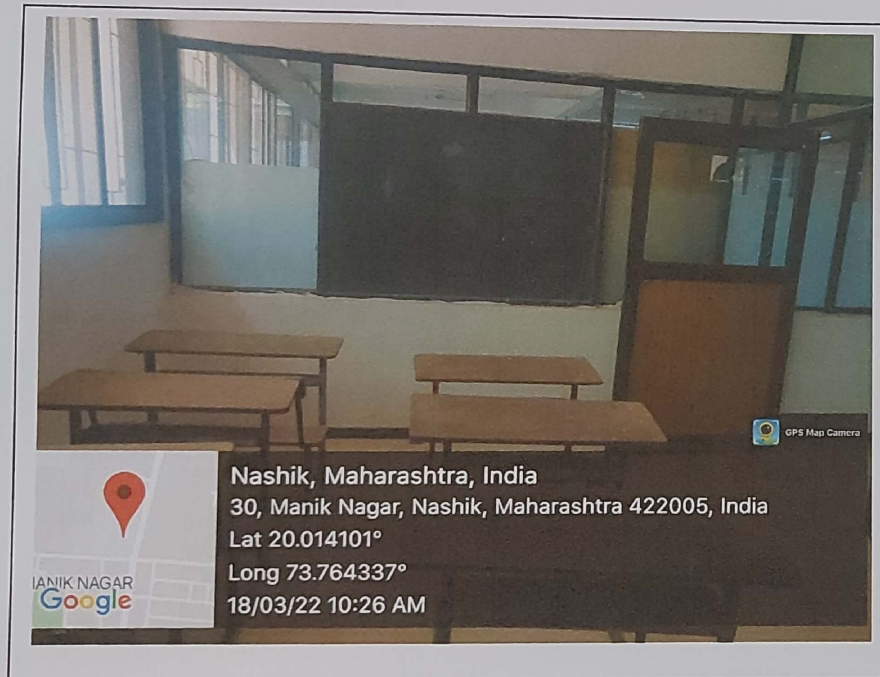 GPS Map Camera
Nashik, Maharashtra, India
30, Manik Nagar, Nashik, Maharashtra 422005, India
Lat 20.014101°
Long 73.764337°
18/03/22 10:26 AM
IANIK NAGAR
Google